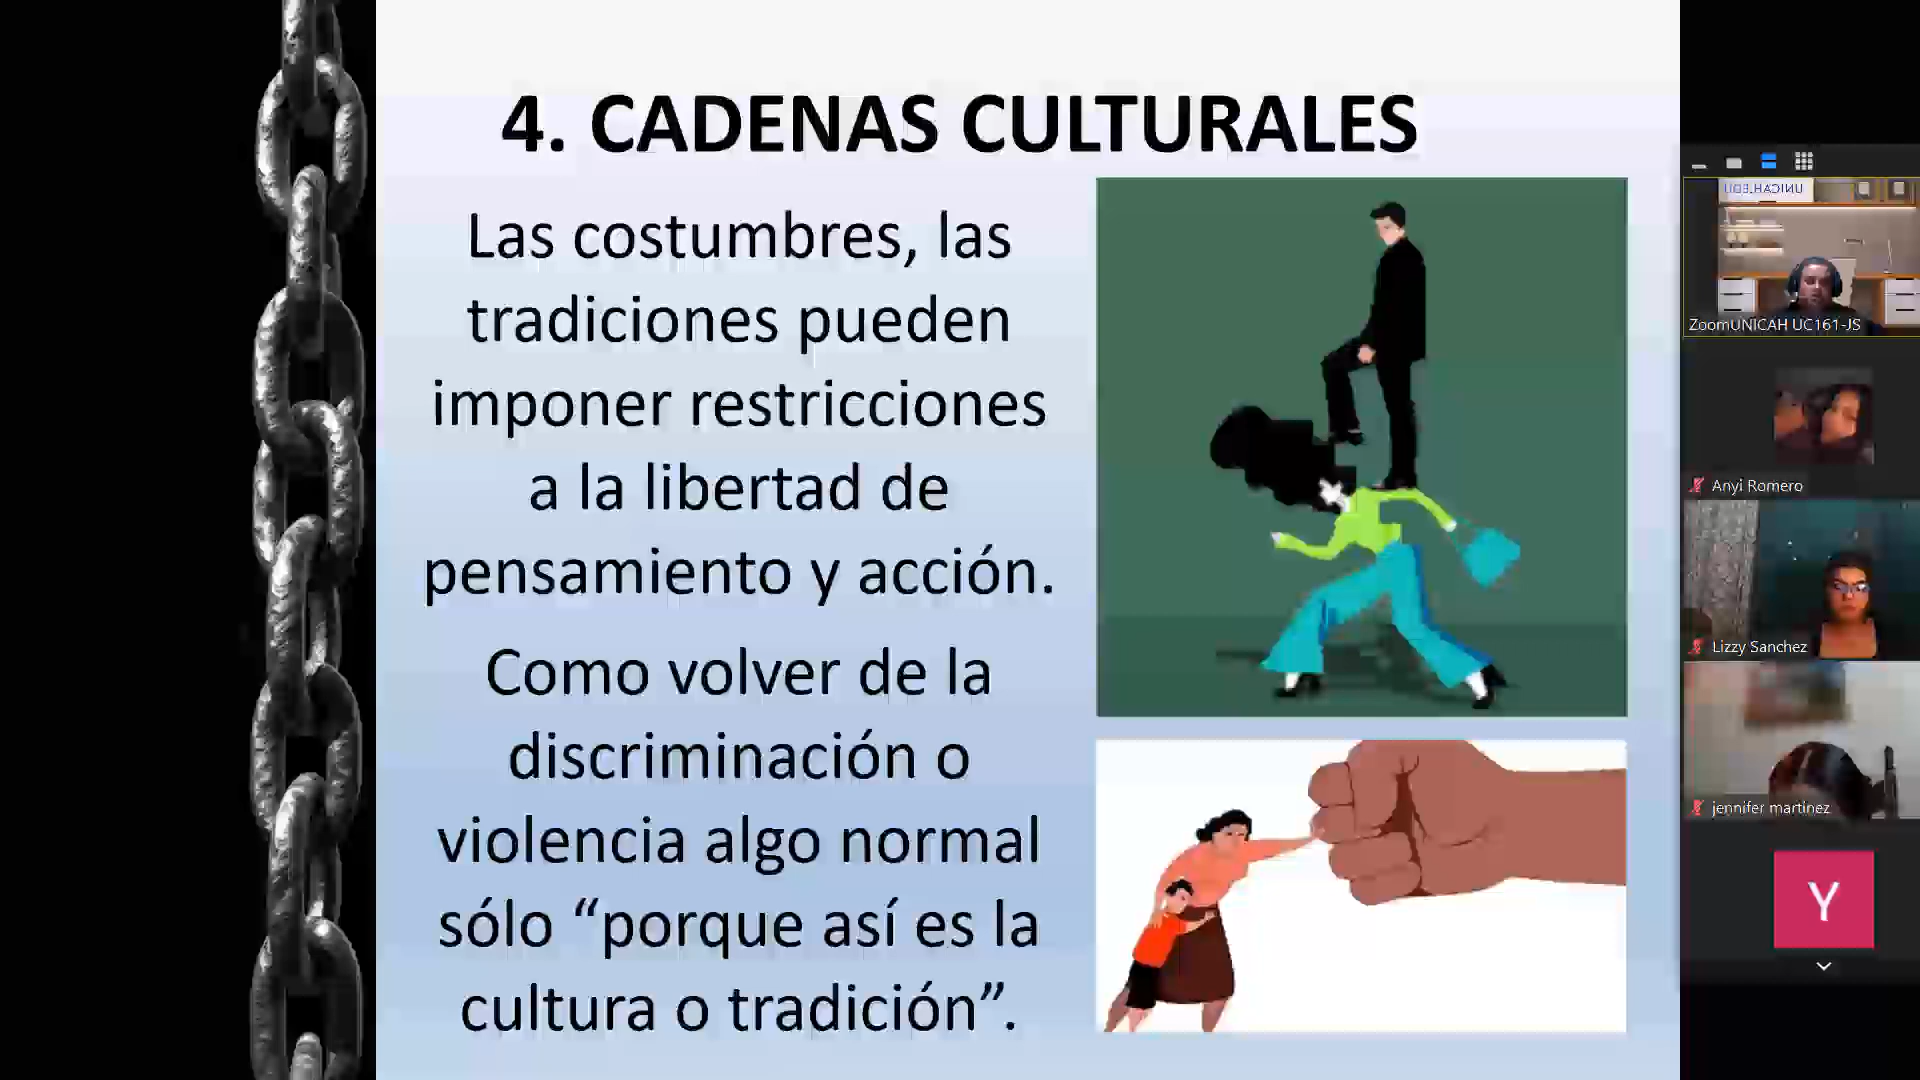 4. CADENAS CULTURALES
Las costumbres, las
tradiciones pueden
imponer restricciones
a la libertad de
pensamiento y acción.
Como volver de la
discriminación o
violencia algo normal
sólo “porque así es la
cultura o tradición”.
UNICAH.EDU
ZoomUNICAH UC161-JS
Anyi Romero
Lizzy Sanchez
jennifer martinez
Y